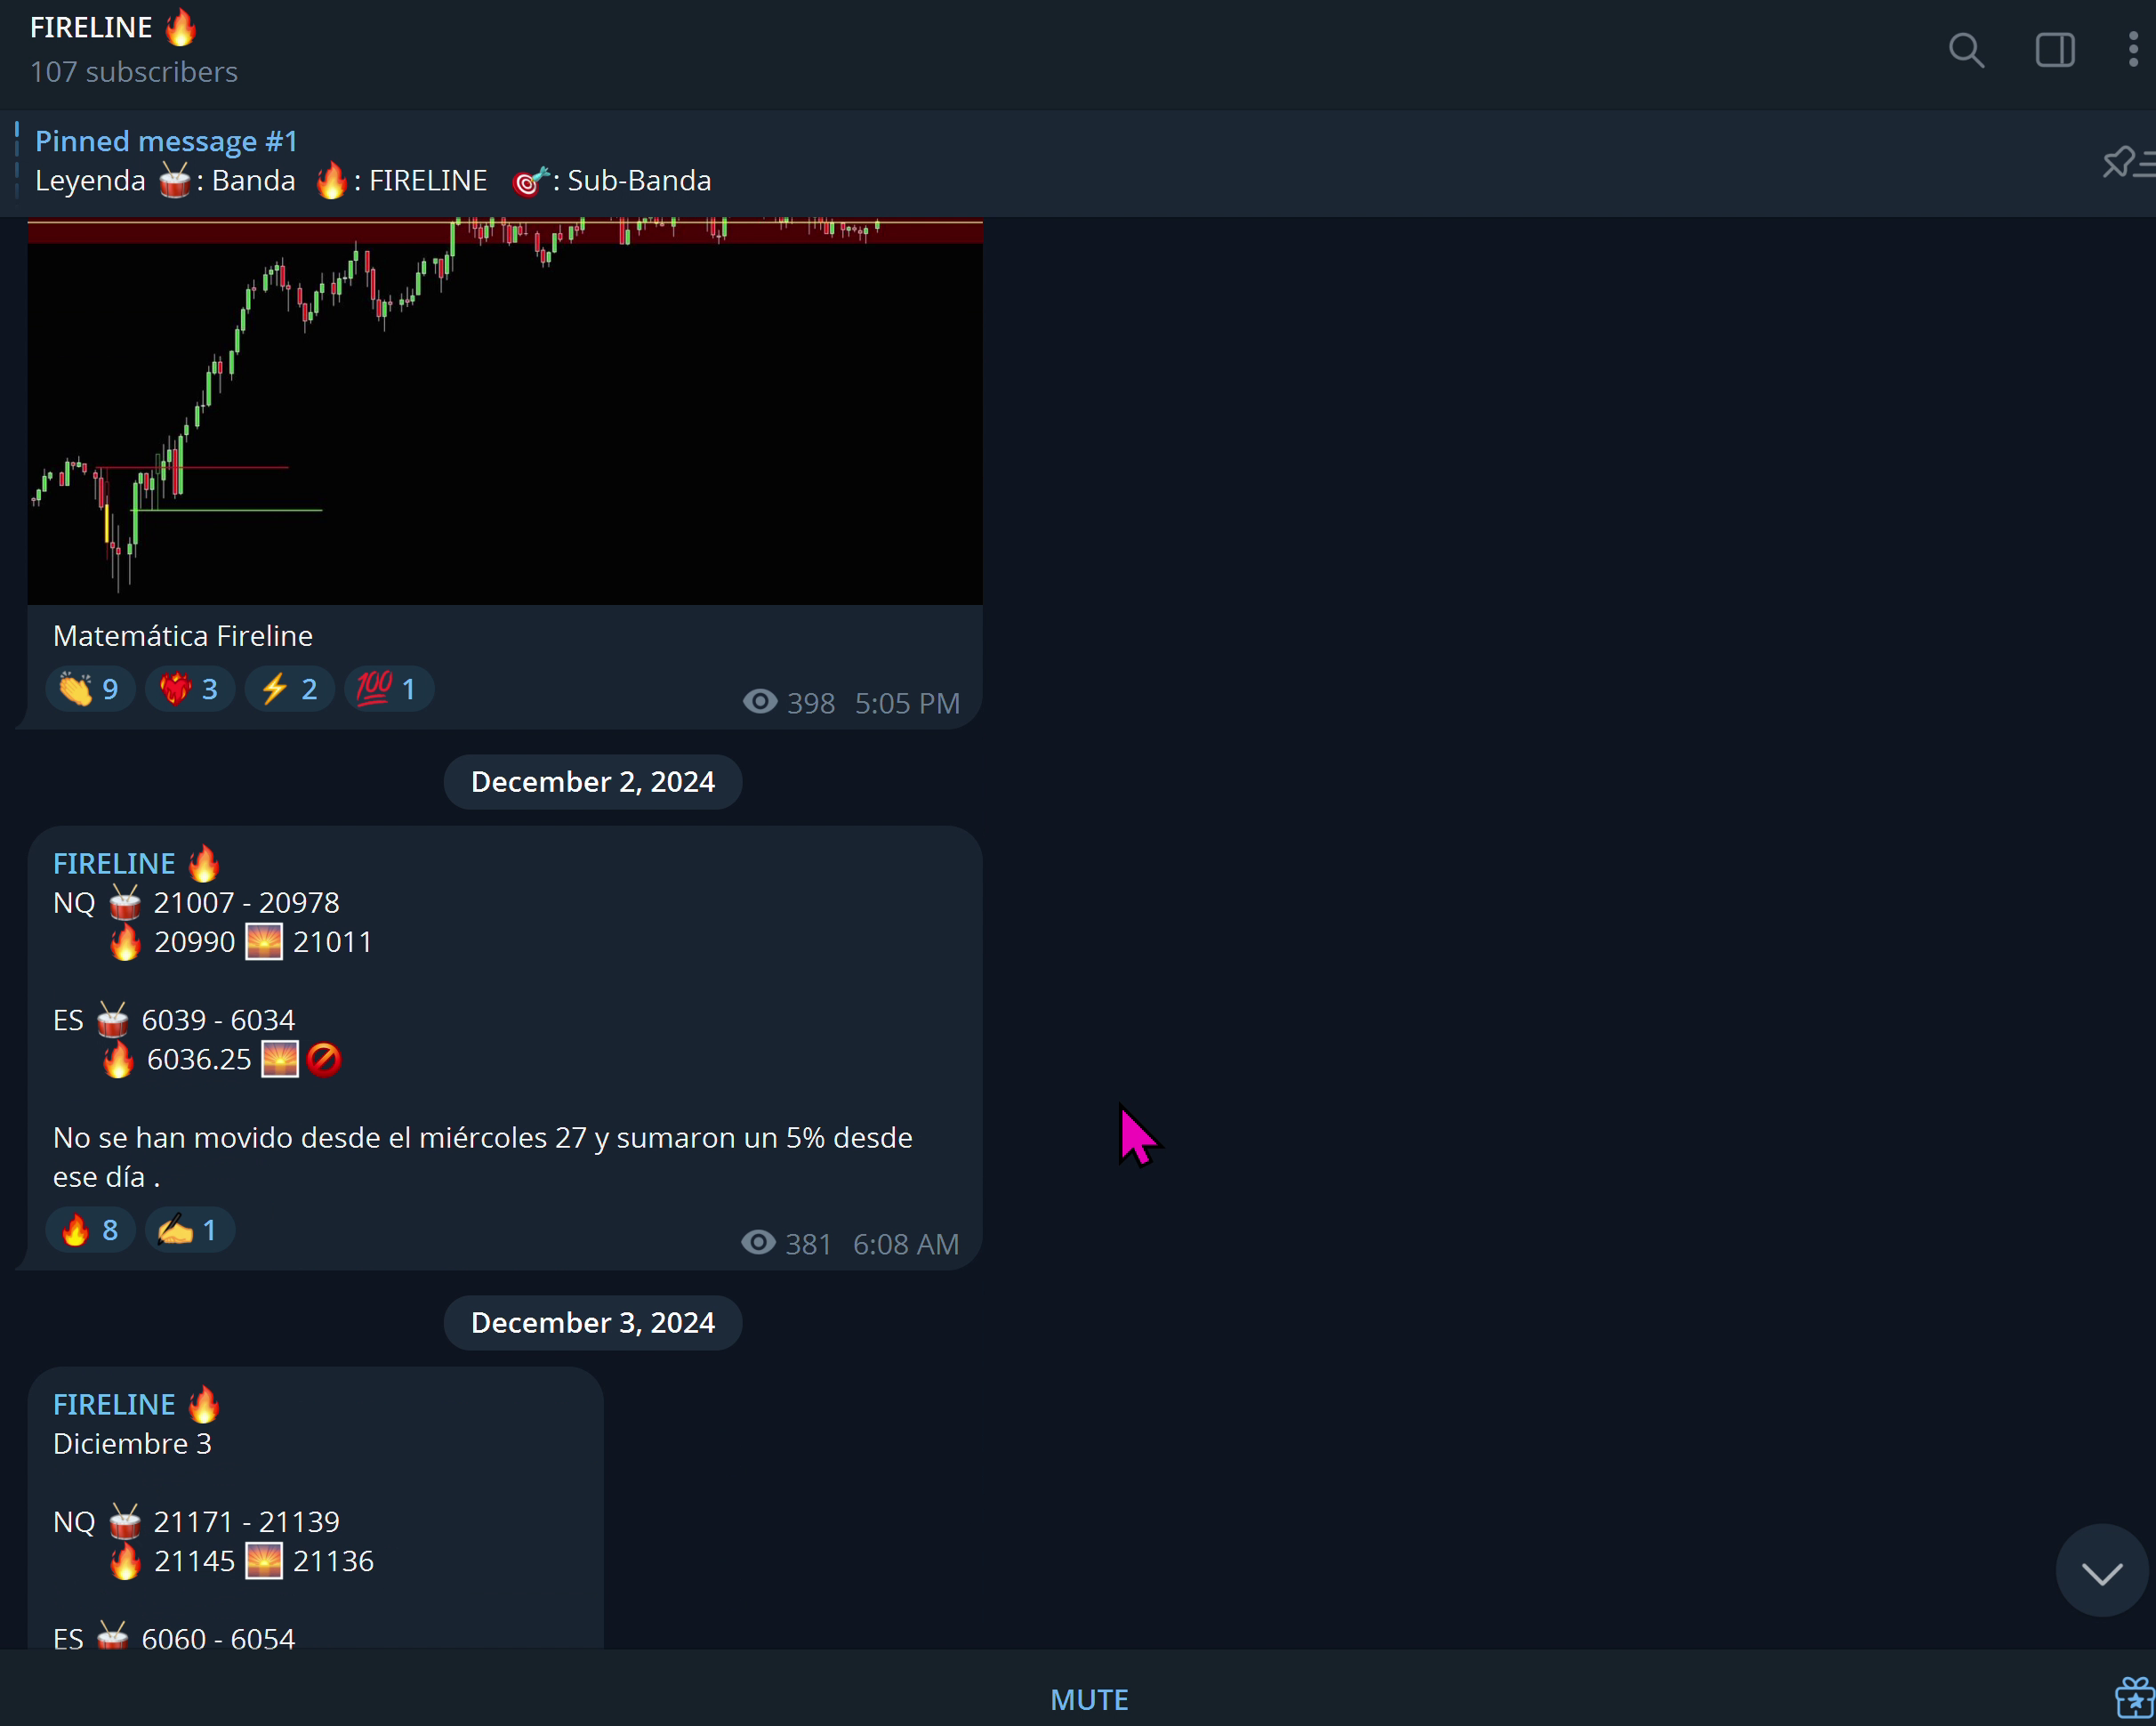 FIRELINE 🔥
107 subscribers
Pinned message #1
Leyenda 🥁: Banda 🔥: FIRELINE 🎯: Sub-Banda
Matemática Fireline
👏 9 ❤️‍🔥 3 ⚡ 2 💯 1
398 5:05 PM
December 2, 2024
FIRELINE 🔥
NQ 🥁 21007 - 20978
🔥 20990 🌅 21011
ES 🥁 6039 - 6034
🔥 6036.25 🌅🚫
No se han movido desde el miércoles 27 y sumaron un 5% desde
ese día .
🔥 8 ✍️ 1
381 6:08 AM
December 3, 2024
FIRELINE 🔥
Diciembre 3
NQ 🥁 21171 - 21139
🔥 21145 🌅 21136
ES 🥁 6060 - 6054
MUTE